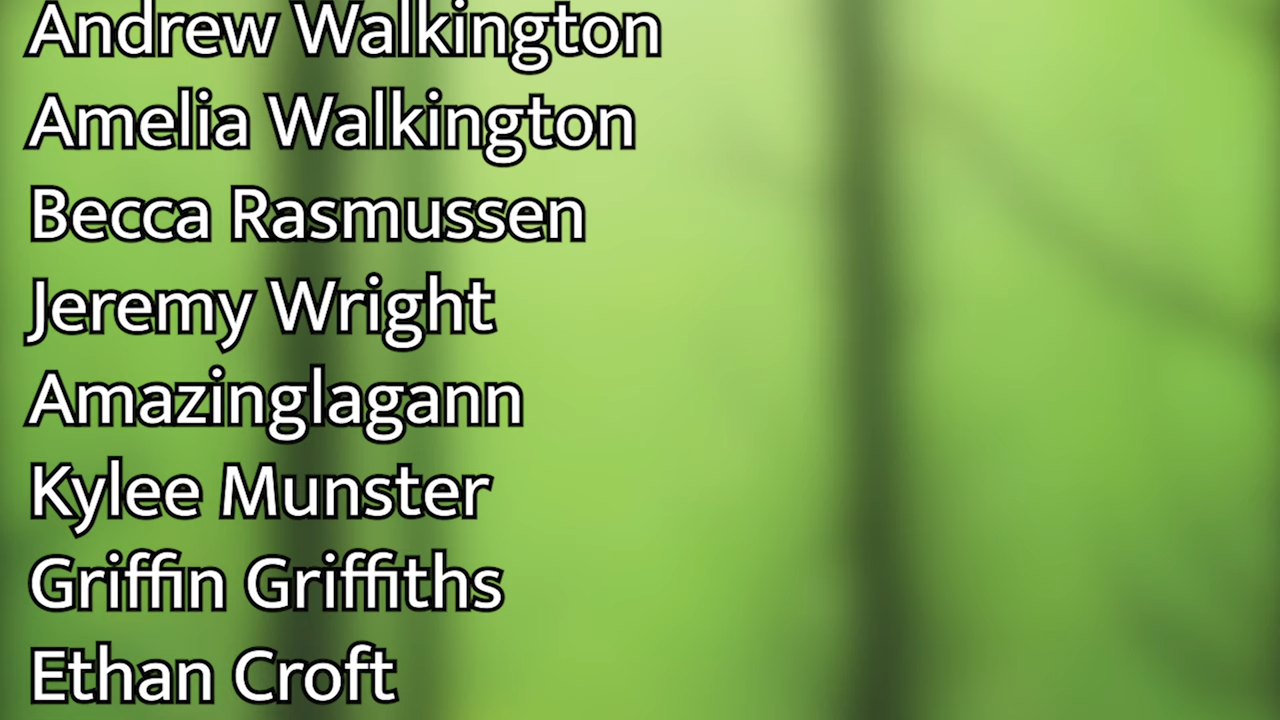 Andrew Walkington
Amelia Walkington
Becca Rasmussen
Jeremy Wright
Amazinglagann
Kylee Munster
Griffin Griffiths
Ethan Croft